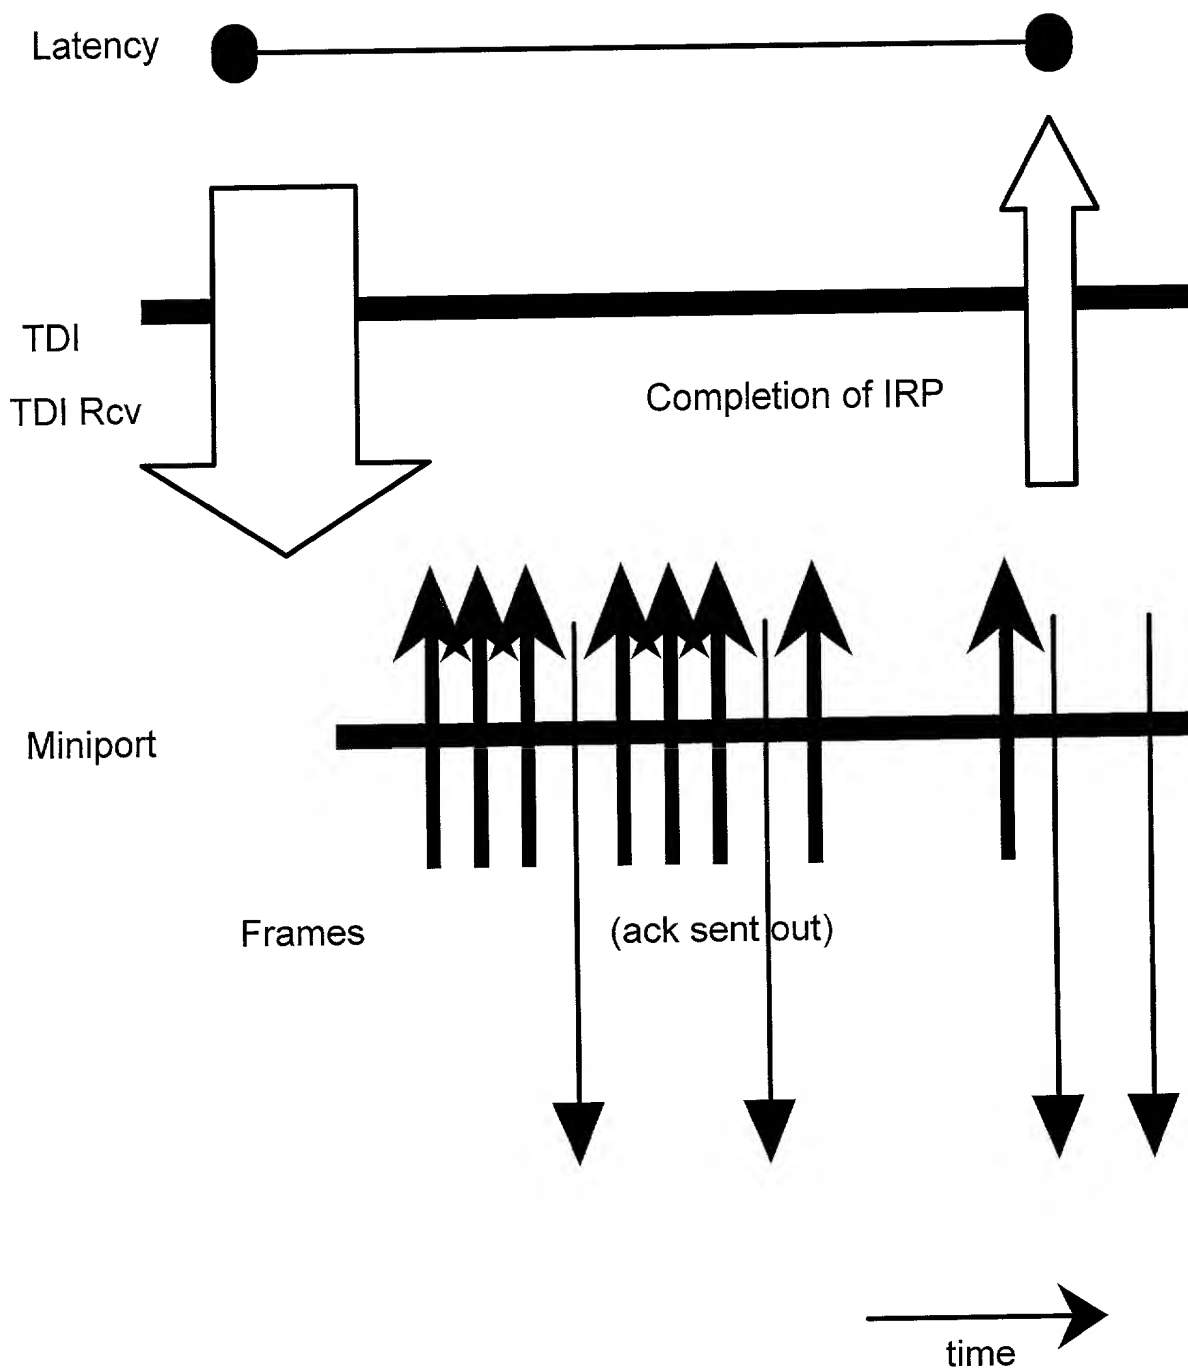 Latency
TDI
TDI Rcv
Completion of IRP
Miniport
Frames
(ack sent out)
time